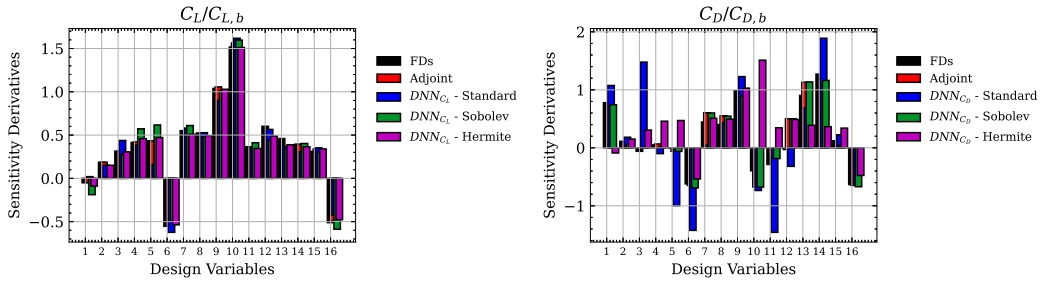 C_L/C_{L,b}
Sensitivity Derivatives
1.5
1.0
0.5
0.0
−0.5
1 2 3 4 5 6 7 8 9 10 11 12 13 14 15 16
Design Variables
FDs
Adjoint
DNN_{C_L} - Standard
DNN_{C_L} - Sobolev
DNN_{C_L} - Hermite
C_D/C_{D,b}
Sensitivity Derivatives
2
1
0
−1
1 2 3 4 5 6 7 8 9 10 11 12 13 14 15 16
Design Variables
FDs
Adjoint
DNN_{C_D} - Standard
DNN_{C_D} - Sobolev
DNN_{C_D} - Hermite